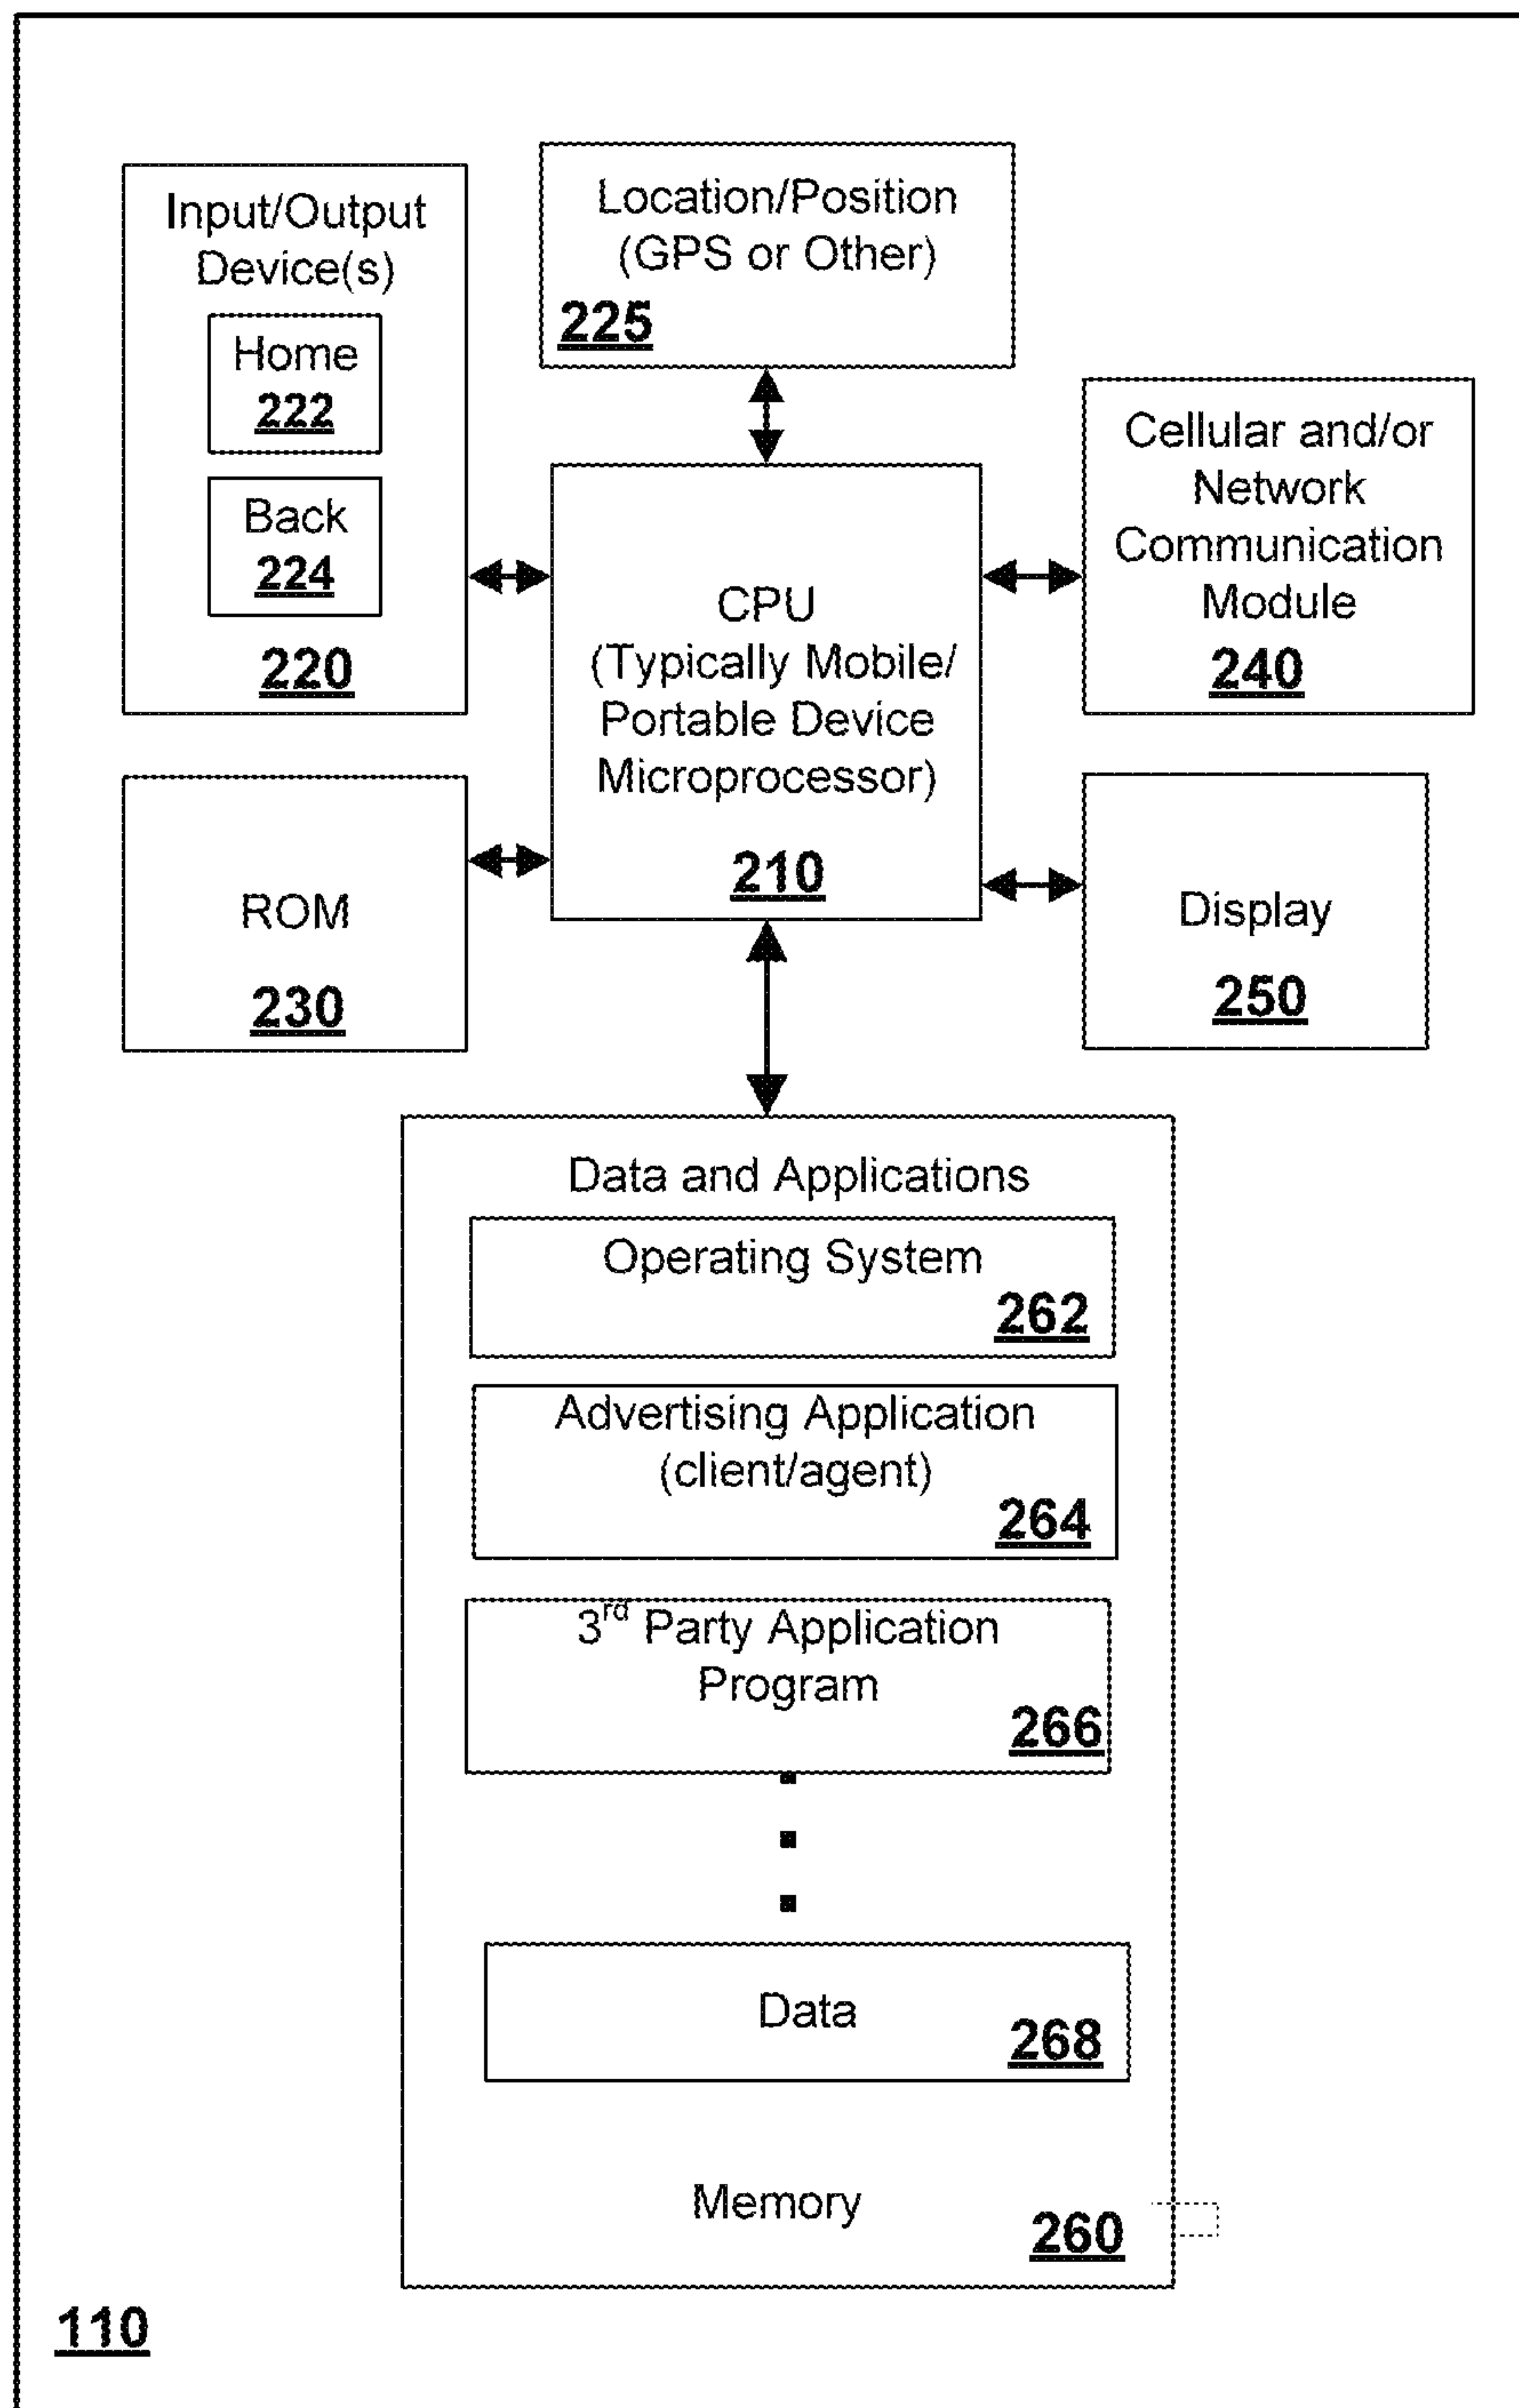 Input/Output
Device(s)
Home
222
Back
224
220
Location/Position
(GPS or Other)
225
Cellular and/or
Network
Communication
Module
240
CPU
(Typically Mobile/
Portable Device
Microprocessor)
210
ROM
230
Display
250
Data and Applications
Operating System
262
Advertising Application
(client/agent)
264
3rd Party Application
Program
266
Data
268
Memory
260
110